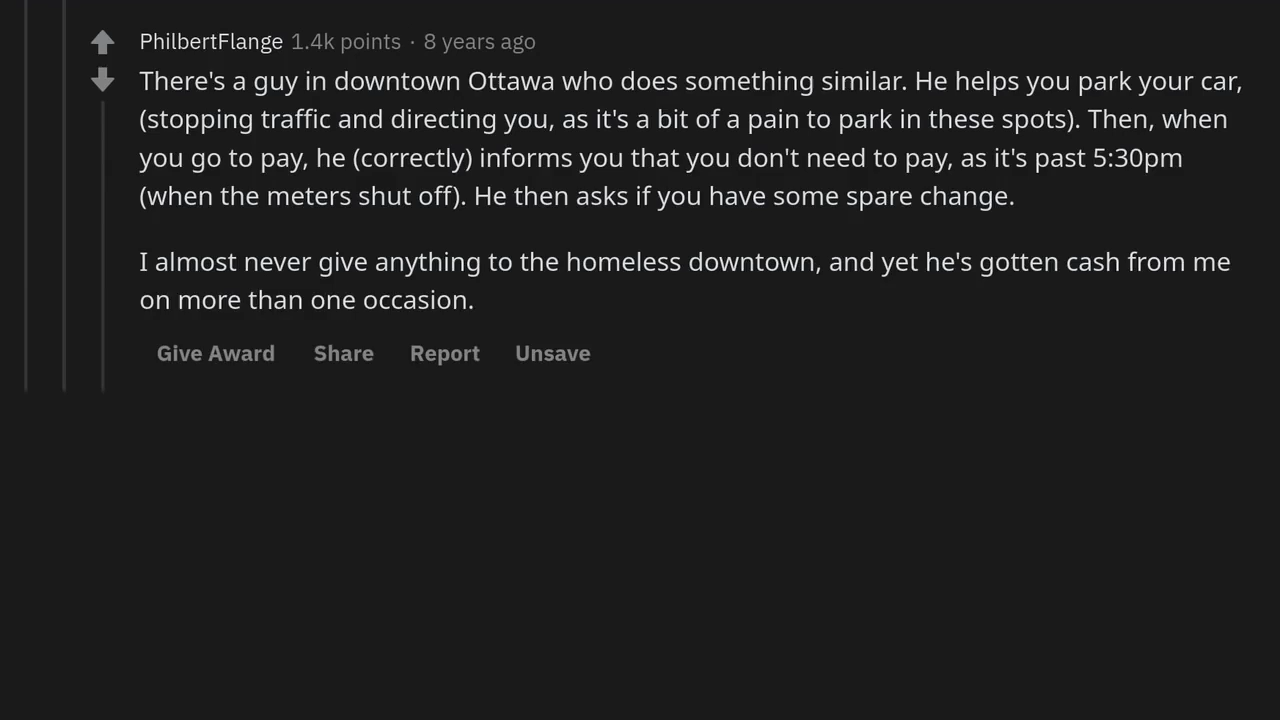 PhilbertFlange 1.4k points · 8 years ago
There's a guy in downtown Ottawa who does something similar. He helps you park your car,
(stopping traffic and directing you, as it's a bit of a pain to park in these spots). Then, when
you go to pay, he (correctly) informs you that you don't need to pay, as it's past 5:30pm
(when the meters shut off). He then asks if you have some spare change.
I almost never give anything to the homeless downtown, and yet he's gotten cash from me
on more than one occasion.
Give Award Share Report Unsave